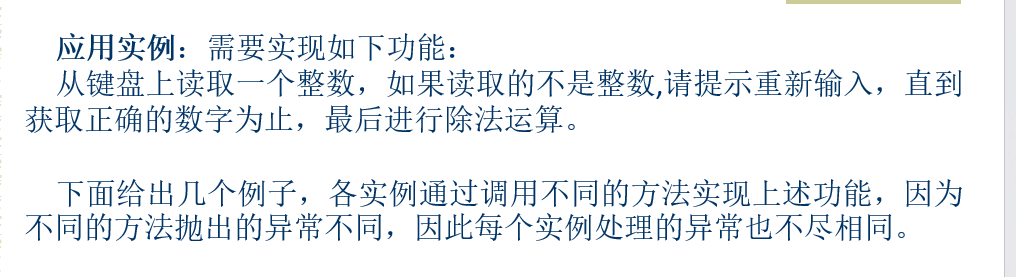 应用实例：需要实现如下功能：
从键盘上读取一个整数，如果读取的不是整数,请提示重新输入，直到
获取正确的数字为止，最后进行除法运算。
下面给出几个例子，各实例通过调用不同的方法实现上述功能，因为
不同的方法抛出的异常不同，因此每个实例处理的异常也不尽相同。